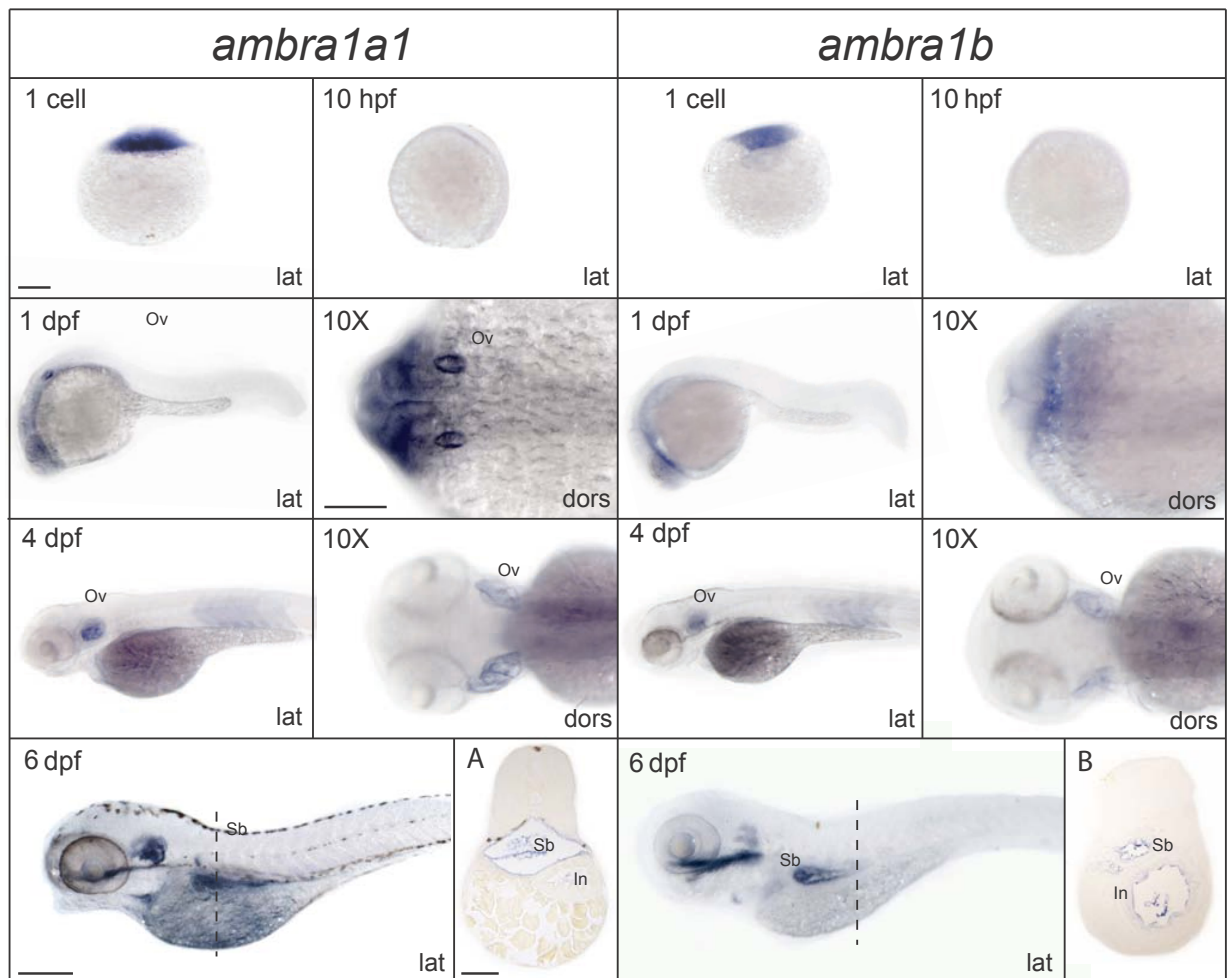 ambra1a1 ambra1b
1 cell 10 hpf 1 cell 10 hpf
lat lat lat lat
1 dpf Ov 10X Ov 1 dpf 10X
lat dors lat dors
4 dpf 10X 4 dpf 10X
Ov Ov Ov Ov
lat dors lat dors
6 dpf A 6 dpf B
Sb Sb Sb Sb
In In
lat lat